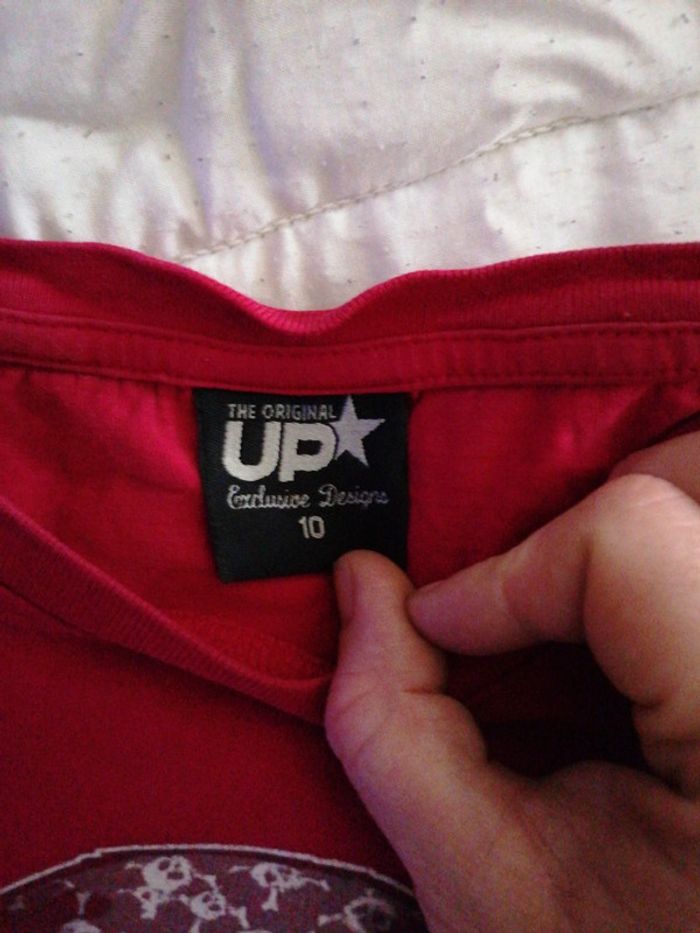 THE ORIGINAL
UP
Exclusive Designs
10